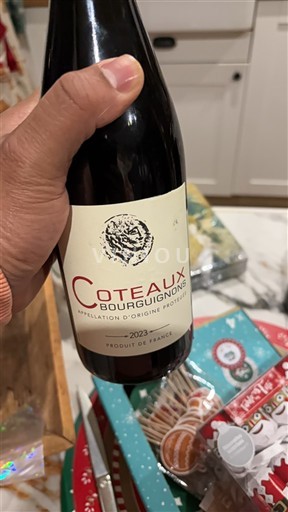 COTEAUX
BOURGUIGNONS
APPELLATION D'ORIGINE PROTÉGÉE
2023
PRODUIT DE FRANCE